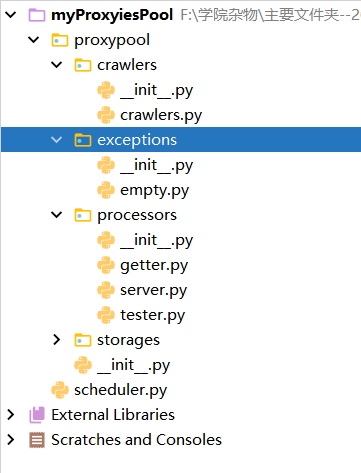 myProxyiesPool F:\学院杂物\主要文件夹--2
proxypool
crawlers
__init__.py
crawlers.py
exceptions
__init__.py
empty.py
processors
__init__.py
getter.py
server.py
tester.py
storages
__init__.py
scheduler.py
External Libraries
Scratches and Consoles